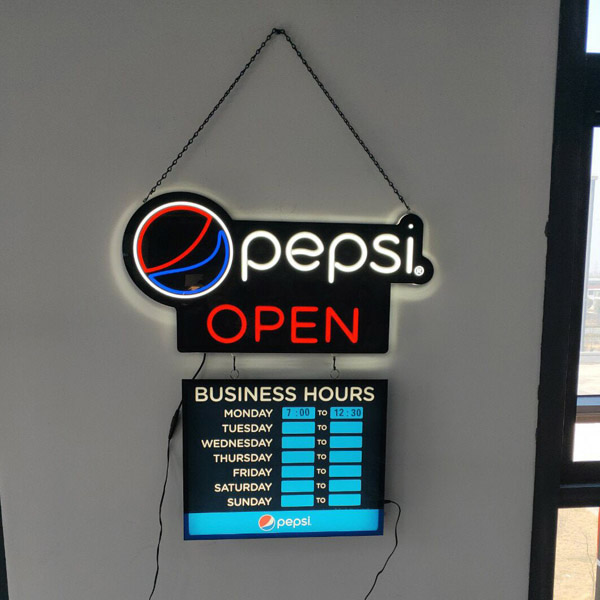 pepsi®
OPEN
BUSINESS HOURS
MONDAY 7:00 TO 12:30
TUESDAY TO
WEDNESDAY TO
THURSDAY TO
FRIDAY TO
SATURDAY TO
SUNDAY TO
pepsi